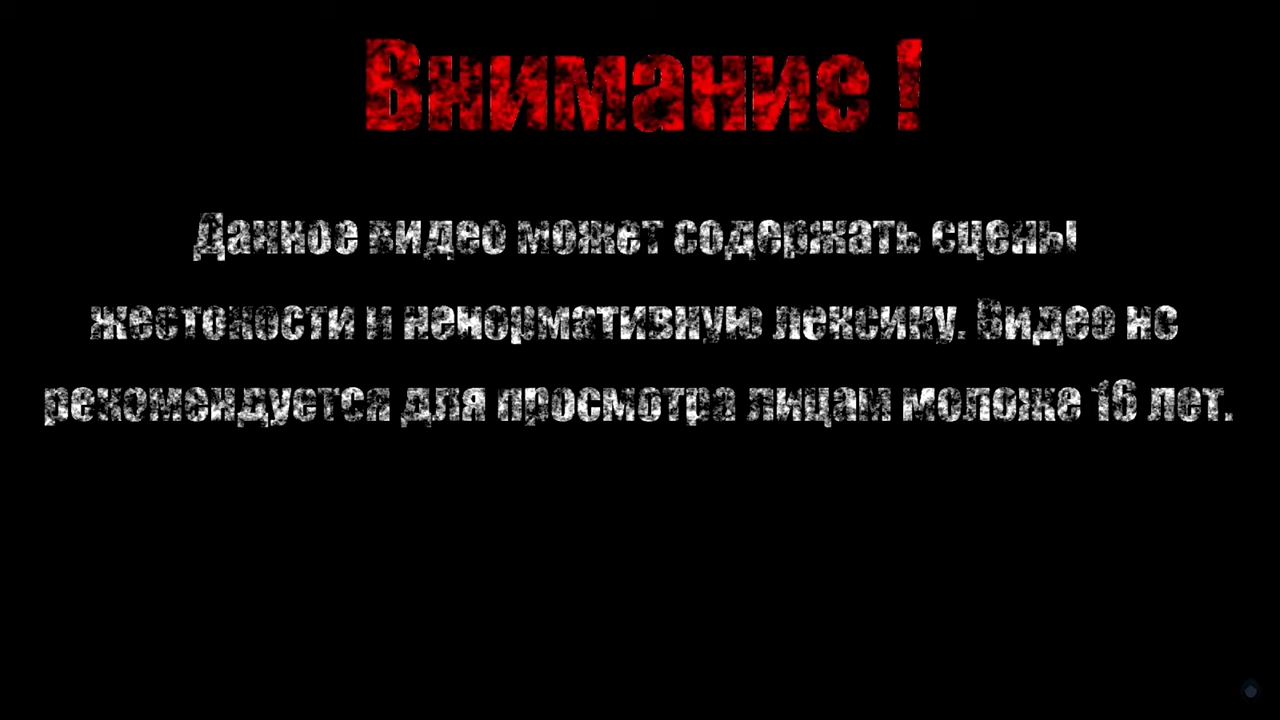 Внимание !
Данное видео может содержать сцены
жестокости и ненормативную лексику. Видео не
рекомендуется для просмотра лицам моложе 16 лет.